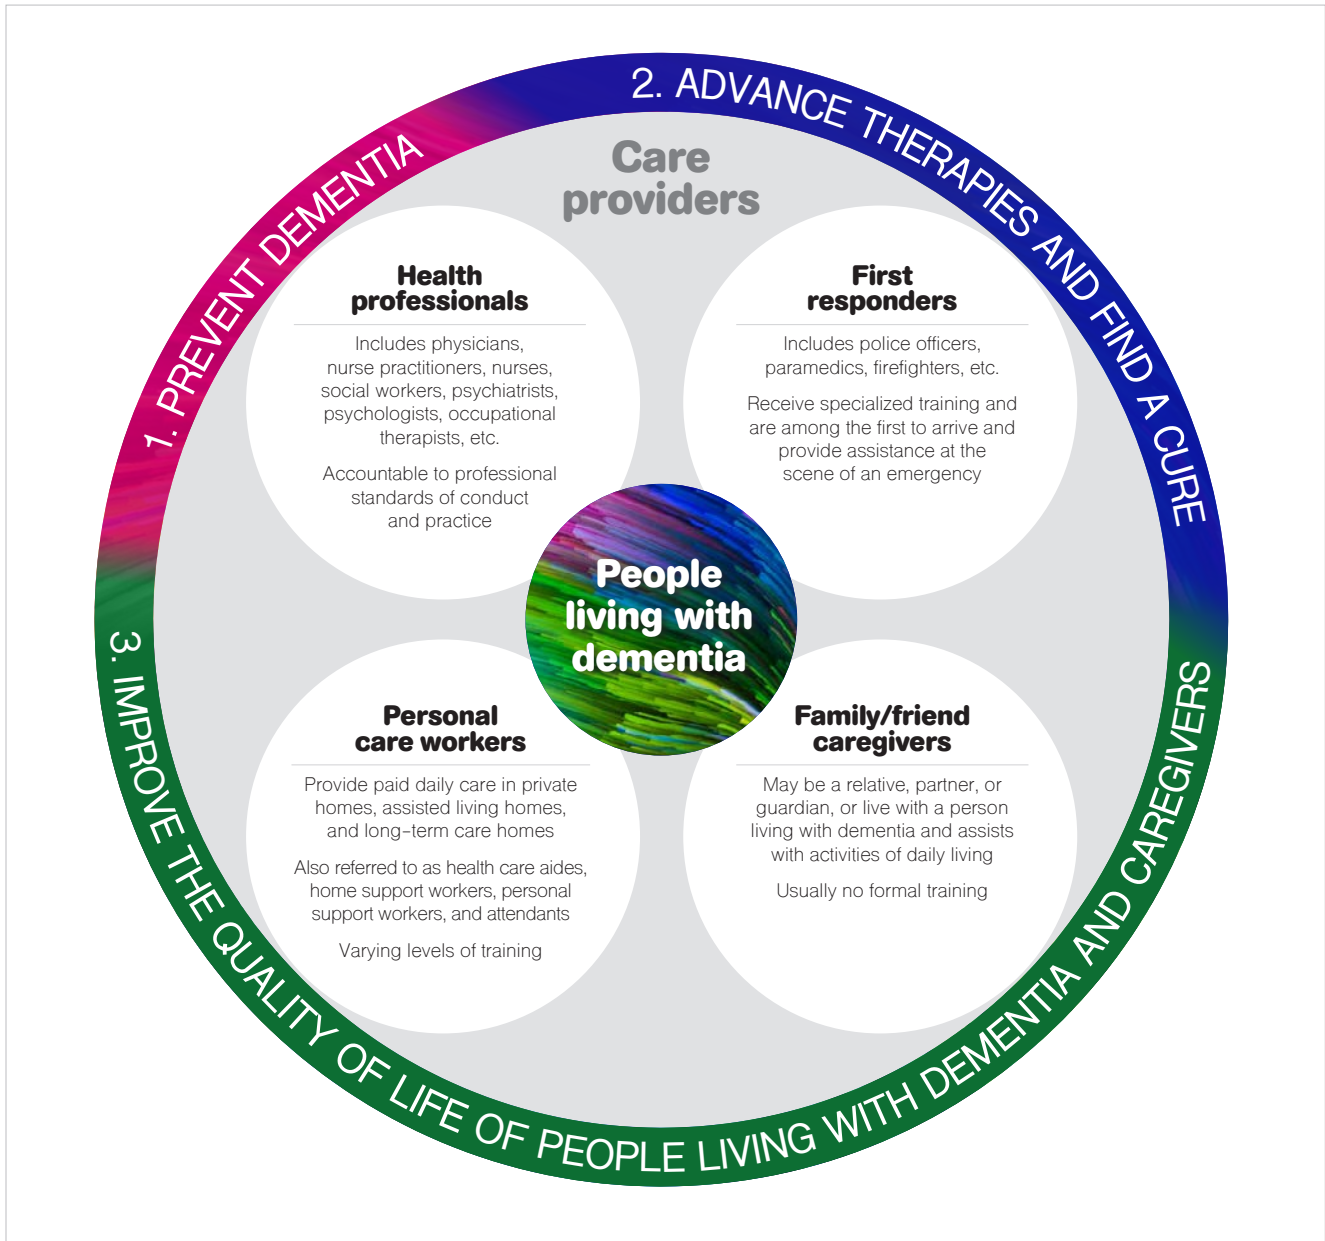 1. PREVENT DEMENTIA
2. ADVANCE THERAPIES AND FIND A CURE
3. IMPROVE THE QUALITY OF LIFE OF PEOPLE LIVING WITH DEMENTIA AND CAREGIVERS
Care
providers
Health
professionals
Includes physicians,
nurse practitioners, nurses,
social workers, psychiatrists,
psychologists, occupational
therapists, etc.
Accountable to professional
standards of conduct
and practice
First
responders
Includes police officers,
paramedics, firefighters, etc.
Receive specialized training and
are among the first to arrive and
provide assistance at the
scene of an emergency
People
living with
dementia
Personal
care workers
Provide paid daily care in private
homes, assisted living homes,
and long-term care homes
Also referred to as health care aides,
home support workers, personal
support workers, and attendants
Varying levels of training
Family/friend
caregivers
May be a relative, partner, or
guardian, or live with a person
living with dementia and assists
with activities of daily living
Usually no formal training